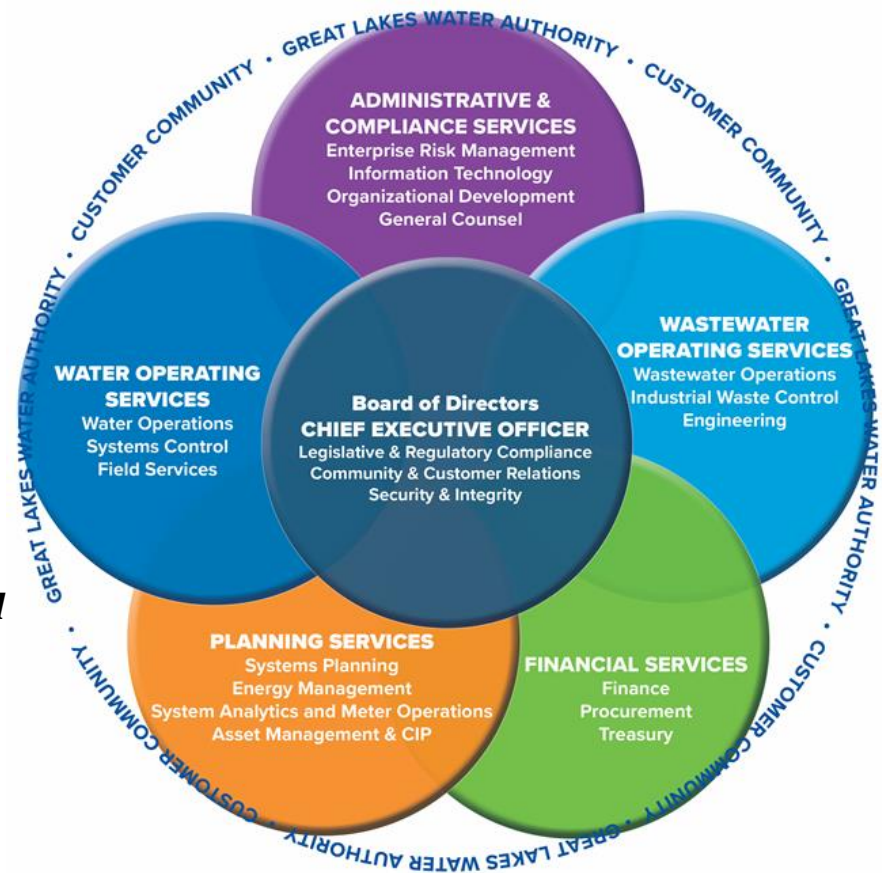 GREAT LAKES WATER AUTHORITY • CUSTOMER COMMUNITY • GREAT LAKES WATER AUTHORITY • CUSTOMER COMMUNITY • GREAT LAKES WATER AUTHORITY • CUSTOMER COMMUNITY • GREAT LAKES WATER AUTHORITY • CUSTOMER COMMUNITY •
ADMINISTRATIVE &
COMPLIANCE SERVICES
Enterprise Risk Management
Information Technology
Organizational Development
General Counsel
WATER OPERATING
SERVICES
Water Operations
Systems Control
Field Services
Board of Directors
CHIEF EXECUTIVE OFFICER
Legislative & Regulatory Compliance
Community & Customer Relations
Security & Integrity
WASTEWATER
OPERATING SERVICES
Wastewater Operations
Industrial Waste Control
Engineering
PLANNING SERVICES
Systems Planning
Energy Management
System Analytics and Meter Operations
Asset Management & CIP
FINANCIAL SERVICES
Finance
Procurement
Treasury